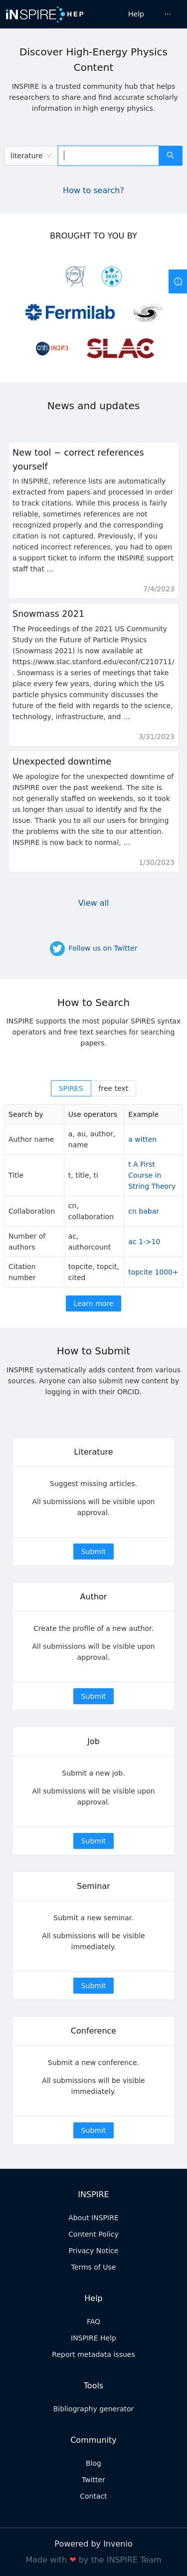 iNSPIRE HEP
Help
···
Discover High-Energy Physics
Content
INSPIRE is a trusted community hub that helps
researchers to share and find accurate scholarly
information in high energy physics.
literature
How to search?
BROUGHT TO YOU BY
CERN
DESY
Fermilab
IN2P3
SLAC
News and updates
New tool − correct references
yourself
In INSPIRE, reference lists are automatically
extracted from papers and processed in order
to track citations. While this process is fairly
reliable, sometimes references are not
recognized properly and the corresponding
citation is not captured. Previously, if you
noticed incorrect references, you had to open
a support ticket to inform the INSPIRE support
staff that …
7/4/2023
Snowmass 2021
The Proceedings of the 2021 US Community
Study on the Future of Particle Physics
(Snowmass 2021) is now available at
https://www.slac.stanford.edu/econf/C210711/
. Snowmass is a series of meetings that take
place every few years, during which the US
particle physics community discusses the
future of the field with regards to the science,
technology, infrastructure, and …
3/31/2023
Unexpected downtime
We apologize for the unexpected downtime of
INSPIRE over the past weekend. The site is
not generally staffed on weekends, so it took
us longer than usual to identify and fix the
issue. Thank you to all our users for bringing
the problems with the site to our attention.
INSPIRE is now back to normal, …
1/30/2023
View all
Follow us on Twitter
How to Search
INSPIRE supports the most popular SPIRES syntax
operators and free text searches for searching
papers.
SPIRES free text
Search by Use operators Example
Author name a, au, author, name a witten
Title t, title, ti t A First Course in String Theory
Collaboration cn, collaboration cn babar
Number of authors ac, authorcount ac 1->10
Citation number topcite, topcit, cited topcite 1000+
Learn more
How to Submit
INSPIRE systematically adds content from various
sources. Anyone can also submit new content by
logging in with their ORCID.
Literature
Suggest missing articles.
All submissions will be visible upon
approval.
Submit
Author
Create the profile of a new author.
All submissions will be visible upon
approval.
Submit
Job
Submit a new job.
All submissions will be visible upon
approval.
Submit
Seminar
Submit a new seminar.
All submissions will be visible
immediately.
Submit
Conference
Submit a new conference.
All submissions will be visible
immediately.
Submit
INSPIRE
About INSPIRE
Content Policy
Privacy Notice
Terms of Use
Help
FAQ
INSPIRE Help
Report metadata issues
Tools
Bibliography generator
Community
Blog
Twitter
Contact
Powered by Invenio
Made with ❤ by the INSPIRE Team